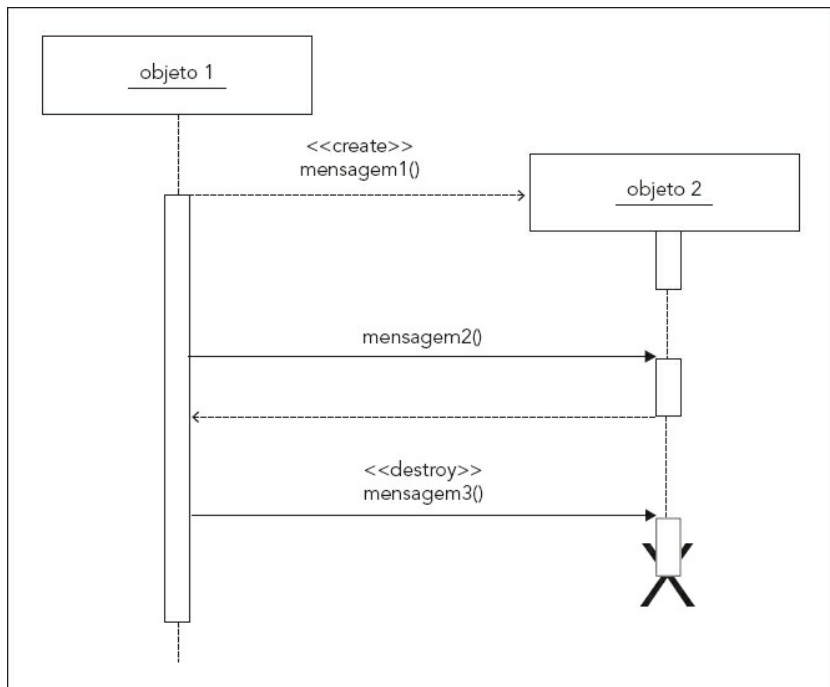 objeto 1
<<create>>
mensagem1()
objeto 2
mensagem2()
<<destroy>>
mensagem3()